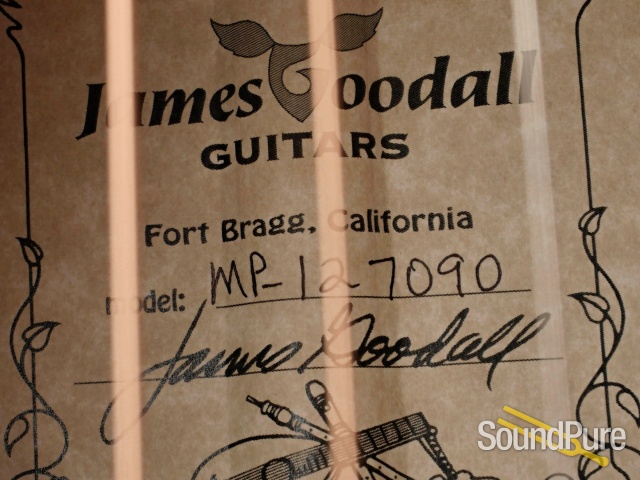 James Goodall
GUITARS
Fort Bragg, California
model: MP-12 7090
James Goodall
SoundPure